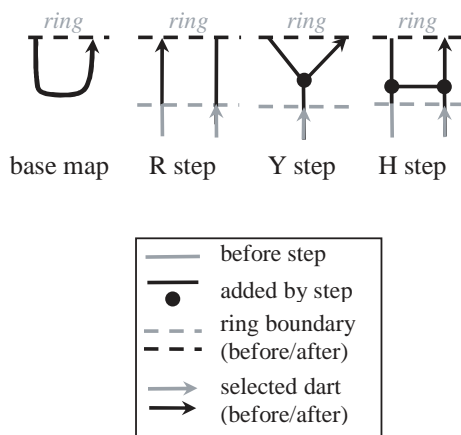 ring ring ring ring
base map R step Y step H step
before step
added by step
ring boundary
(before/after)
selected dart
(before/after)